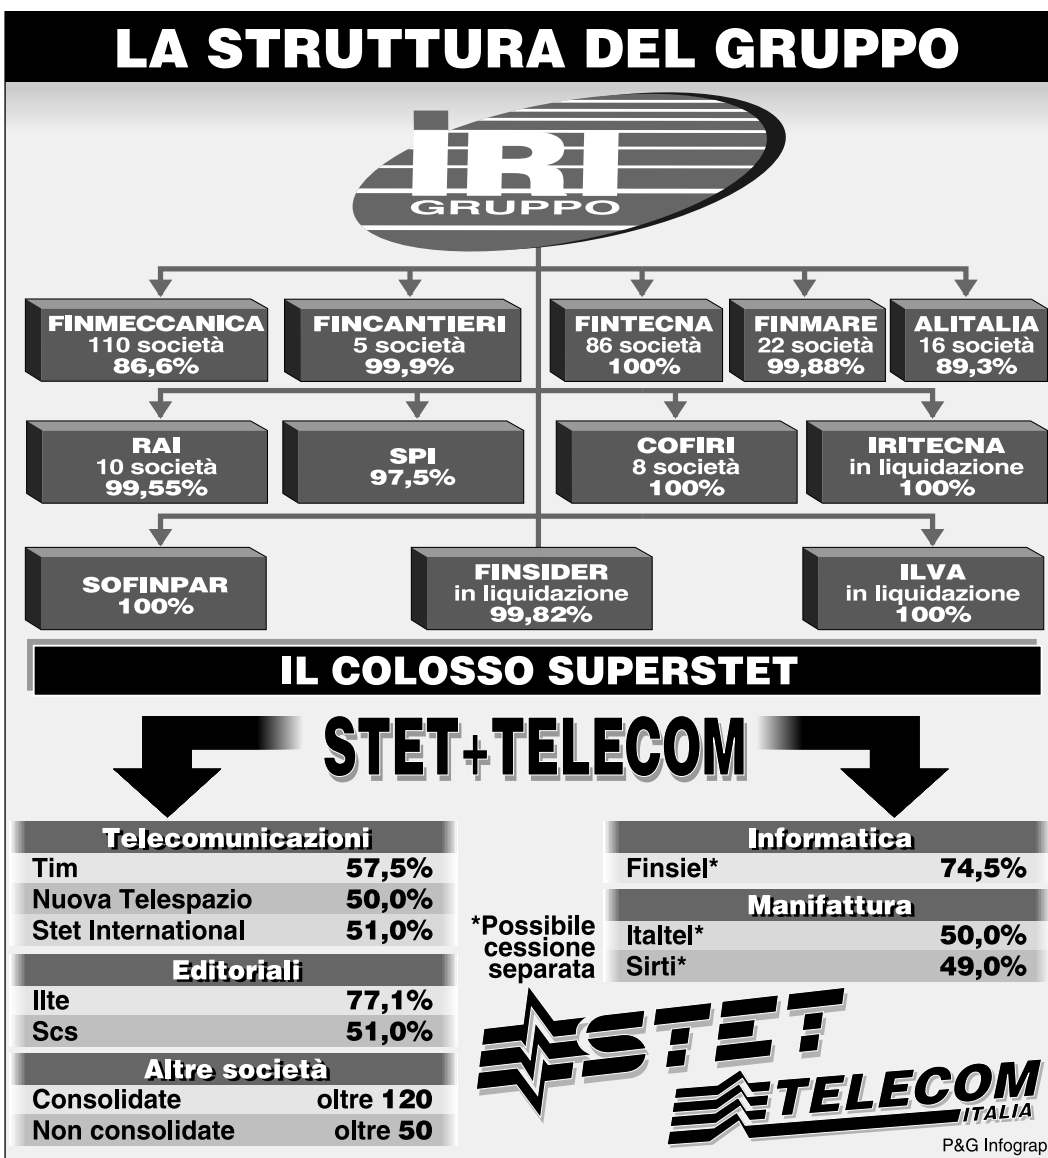 LA STRUTTURA DEL GRUPPO
IRI
GRUPPO
FINMECCANICA
110 società
86,6%
FINCANTIERI
5 società
99,9%
FINTECNA
86 società
100%
FINMARE
22 società
99,88%
ALITALIA
16 società
89,3%
RAI
10 società
99,55%
SPI
97,5%
COFIRI
8 società
100%
IRITECNA
in liquidazione
100%
SOFINPAR
100%
FINSIDER
in liquidazione
99,82%
ILVA
in liquidazione
100%
IL COLOSSO SUPERSTET
STET+TELECOM
Telecomunicazioni
Tim 57,5%
Nuova Telespazio 50,0%
Stet International 51,0%
Editoriali
Ilte 77,1%
Scs 51,0%
Altre società
Consolidate oltre 120
Non consolidate oltre 50
*Possibile
cessione
separata
Informatica
Finsiel* 74,5%
Manifattura
Italtel* 50,0%
Sirti* 49,0%
STET
TELECOM
ITALIA
P&G Infograp